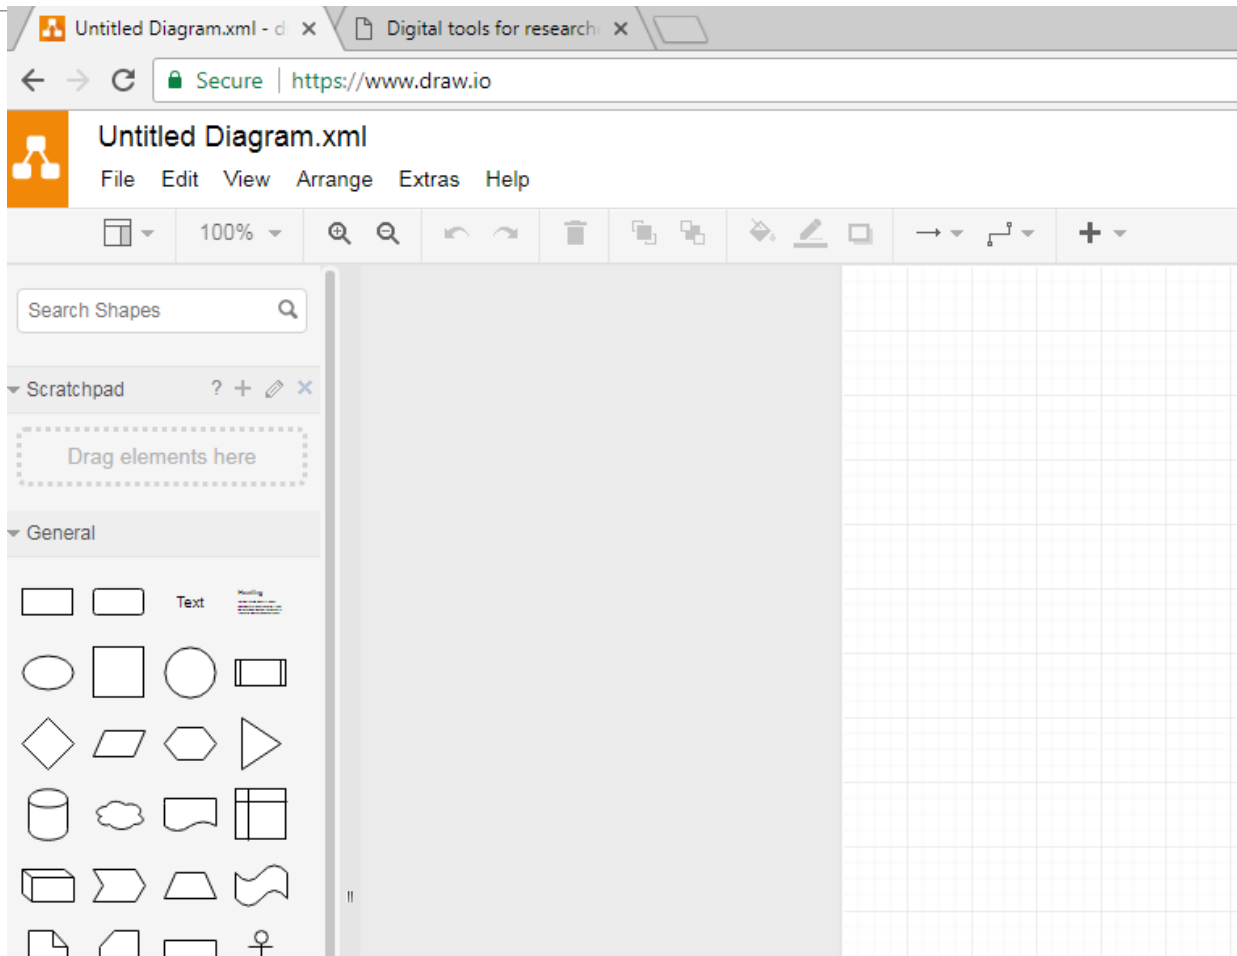 Untitled Diagram.xml - d
Digital tools for research
Secure | https://www.draw.io
Untitled Diagram.xml
File Edit View Arrange Extras Help
100%
Search Shapes
Scratchpad ?
Drag elements here
General
Text
Heading